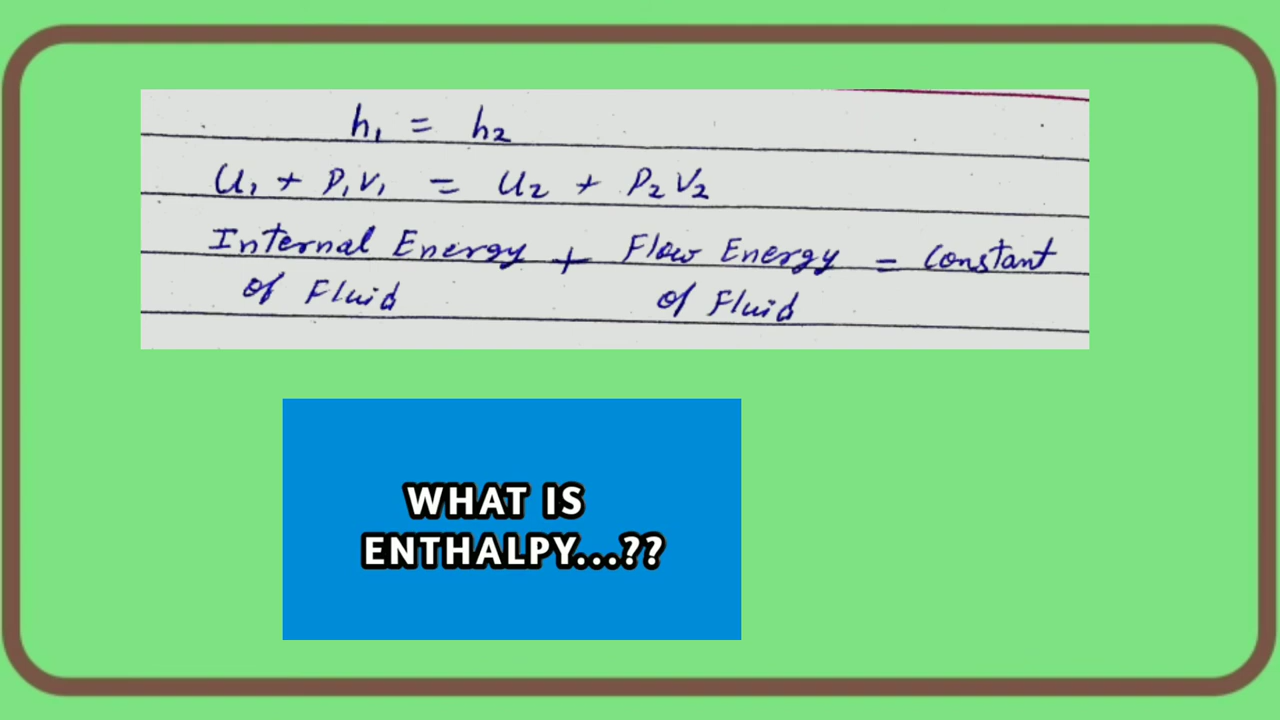 h₁ = h₂
u₁ + P₁V₁ = u₂ + P₂V₂
Internal Energy + Flow Energy = Constant
of Fluid of Fluid
WHAT IS
ENTHALPY...??